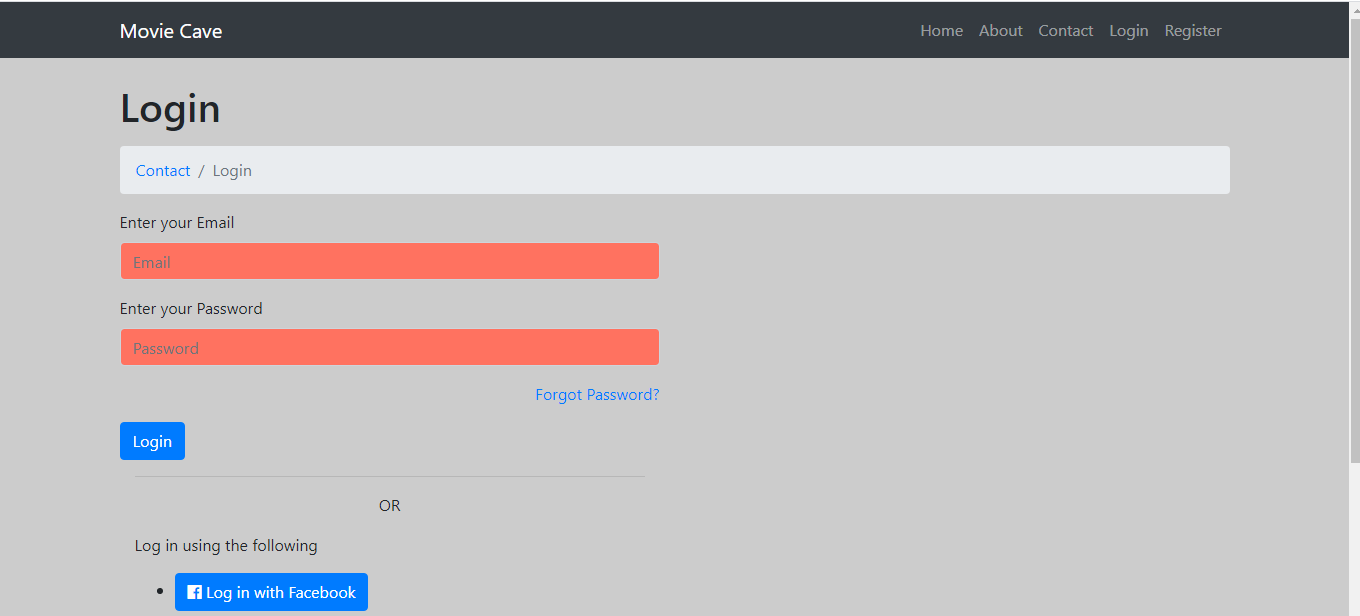 Movie Cave Home About Contact Login Register
Login
Contact / Login
Enter your Email
Email
Enter your Password
Password
Forgot Password?
Login
OR
Log in using the following
Log in with Facebook